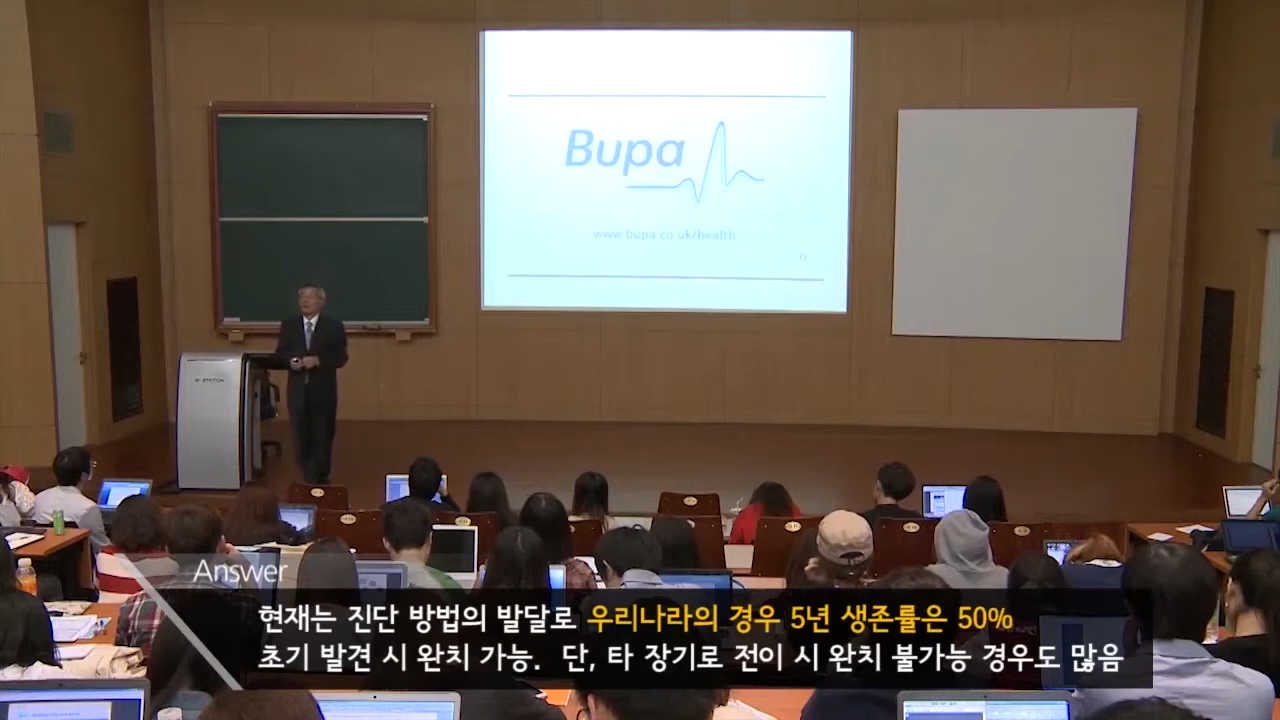 Bupa
www.bupa.co.uk/health
Answer
현재는 진단 방법의 발달로 우리나라의 경우 5년 생존률은 50%
초기 발견 시 완치 가능. 단, 타 장기로 전이 시 완치 불가능 경우도 많음